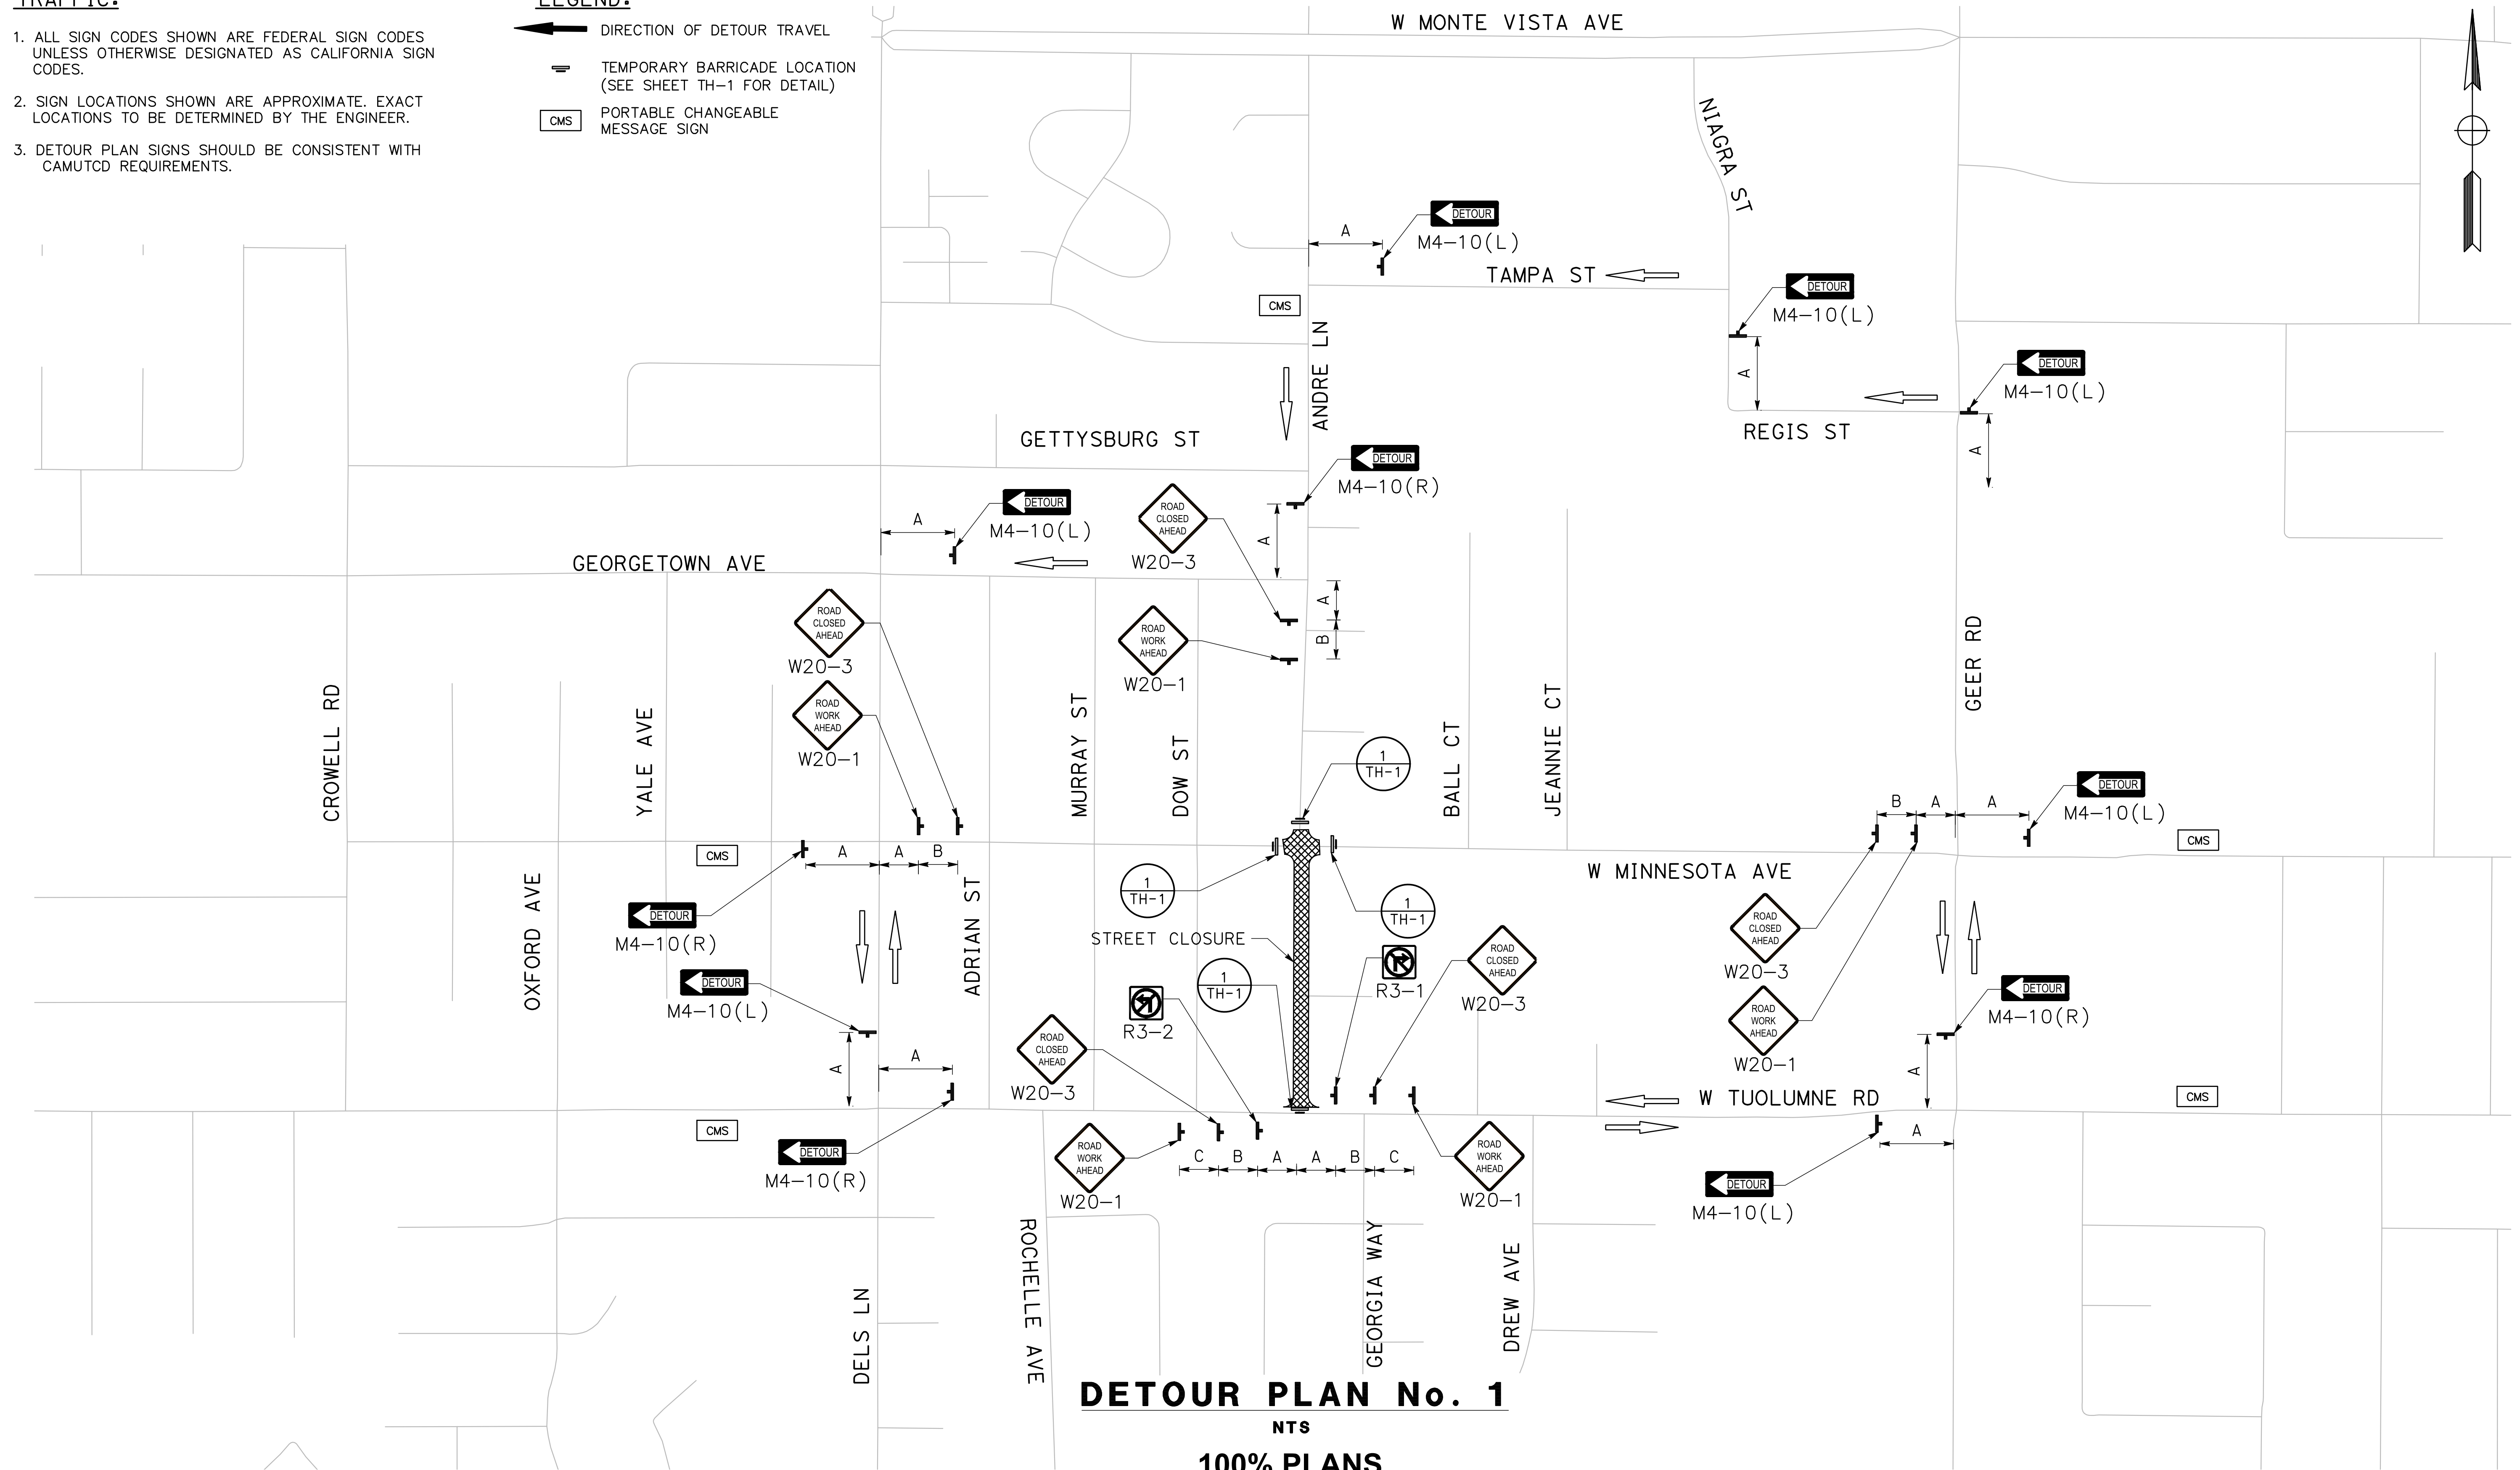 TRAFFIC:
1. ALL SIGN CODES SHOWN ARE FEDERAL SIGN CODES
UNLESS OTHERWISE DESIGNATED AS CALIFORNIA SIGN
CODES.
2. SIGN LOCATIONS SHOWN ARE APPROXIMATE. EXACT
LOCATIONS TO BE DETERMINED BY THE ENGINEER.
3. DETOUR PLAN SIGNS SHOULD BE CONSISTENT WITH
CAMUTCD REQUIREMENTS.
LEGEND:
DIRECTION OF DETOUR TRAVEL
TEMPORARY BARRICADE LOCATION
(SEE SHEET TH-1 FOR DETAIL)
CMS
PORTABLE CHANGEABLE
MESSAGE SIGN
W MONTE VISTA AVE
NIAGRA ST
DETOUR
M4-10(L)
A
TAMPA ST
CMS
DETOUR
M4-10(L)
A
ANDRE LN
DETOUR
M4-10(L)
A
REGIS ST
GETTYSBURG ST
DETOUR
M4-10(R)
A
DETOUR
M4-10(L)
A
ROAD
CLOSED
AHEAD
W20-3
GEORGETOWN AVE
A
B
ROAD
WORK
AHEAD
W20-1
ROAD
CLOSED
AHEAD
W20-3
ROAD
WORK
AHEAD
W20-1
CROWELL RD
YALE AVE
MURRAY ST
DOW ST
1
TH-1
BALL CT
JEANNIE CT
GEER RD
B
A
A
DETOUR
M4-10(L)
CMS
CMS
A
A
B
W MINNESOTA AVE
OXFORD AVE
DETOUR
M4-10(R)
ADRIAN ST
1
TH-1
1
TH-1
STREET CLOSURE
ROAD
CLOSED
AHEAD
W20-3
ROAD
CLOSED
AHEAD
W20-3
DETOUR
M4-10(L)
R3-2
1
TH-1
R3-1
DETOUR
M4-10(R)
A
ROAD
WORK
AHEAD
W20-1
A
A
ROAD
CLOSED
AHEAD
W20-3
W TUOLUMNE RD
CMS
CMS
DETOUR
M4-10(R)
ROAD
WORK
AHEAD
W20-1
C
B
A
A
B
C
ROAD
WORK
AHEAD
W20-1
A
DETOUR
M4-10(L)
DELS LN
ROCHELLE AVE
GEORGIA WAY
DREW AVE
DETOUR PLAN No. 1
NTS
100% PLANS